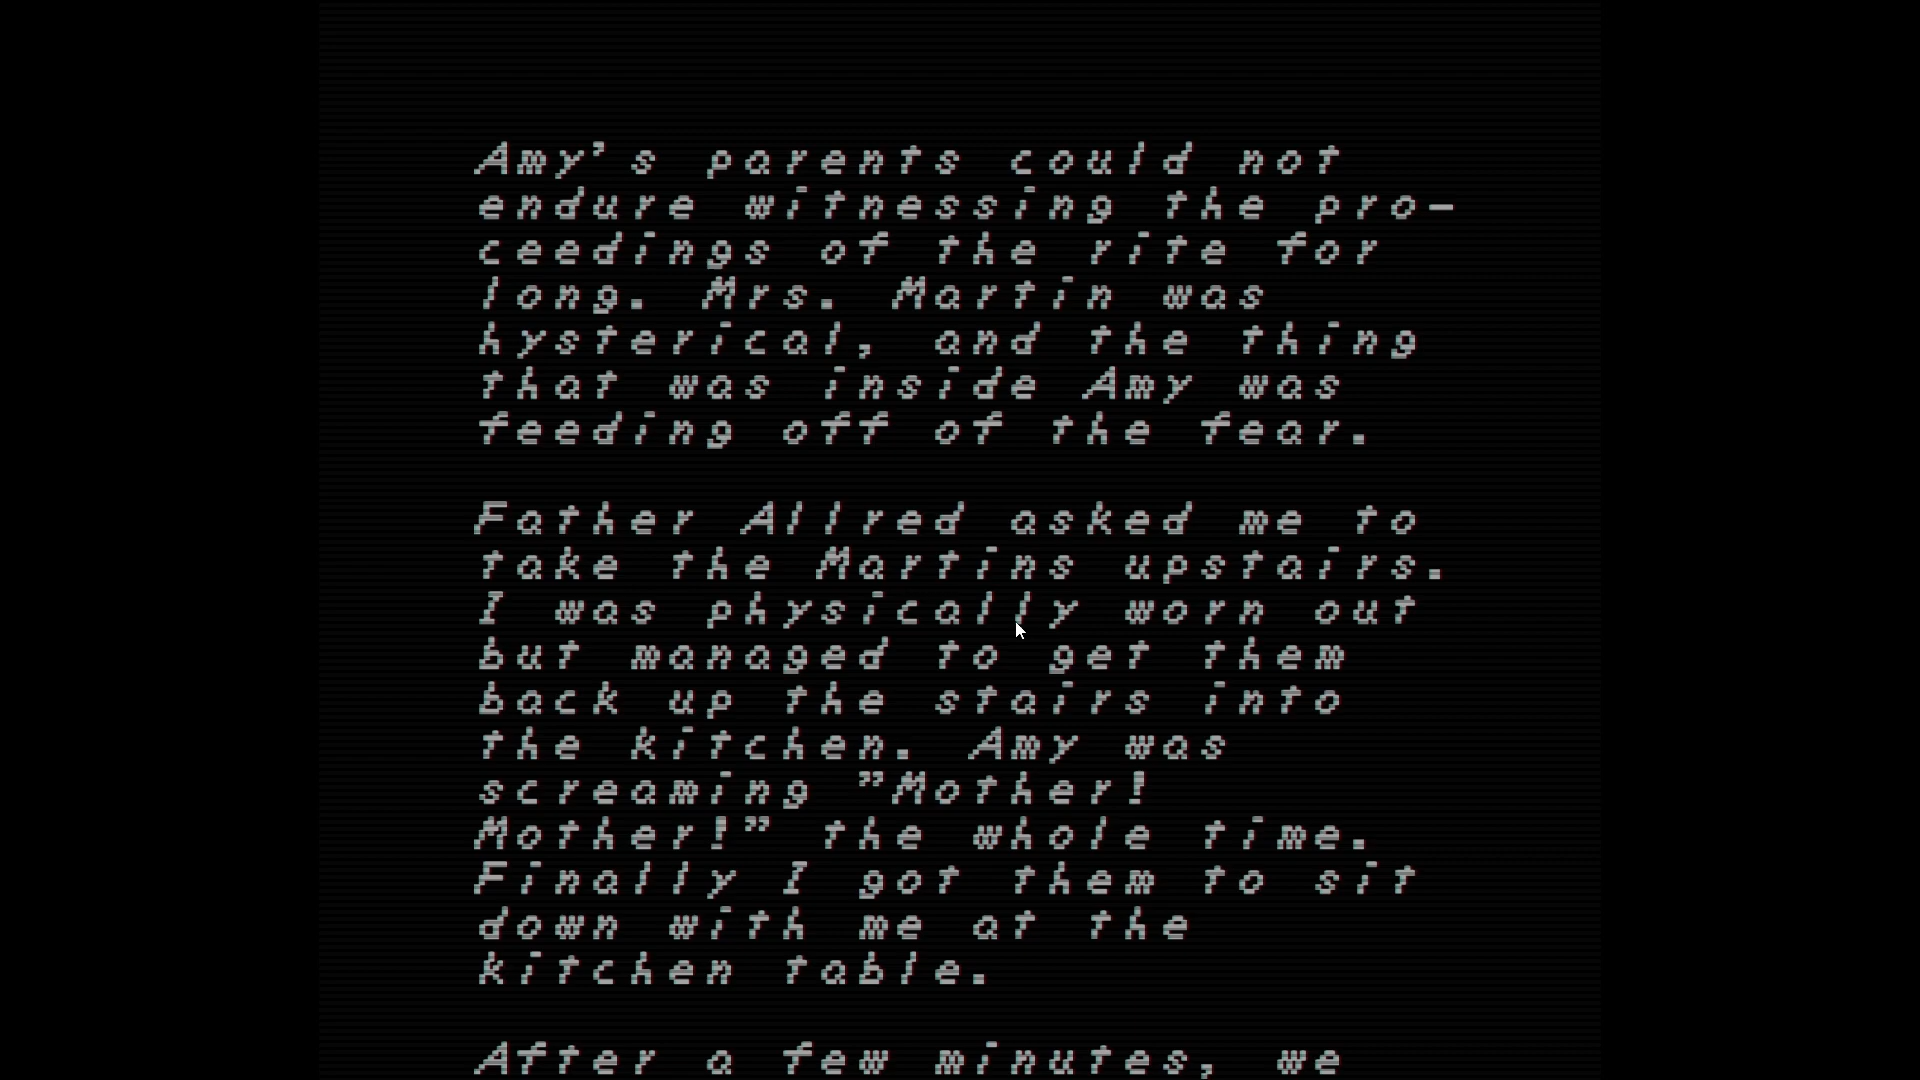 Amy's parents could not
endure witnessing the pro-
ceedings of the rite for
long. Mrs. Martin was
hysterical, and the thing
that was inside Amy was
feeding off of the fear.
Father Allred asked me to
take the Martins upstairs.
I was physically worn out
but managed to get them
back up the stairs into
the kitchen. Amy was
screaming "Mother!
Mother!" the whole time.
Finally I got them to sit
down with me at the
kitchen table.
After a few minutes, we